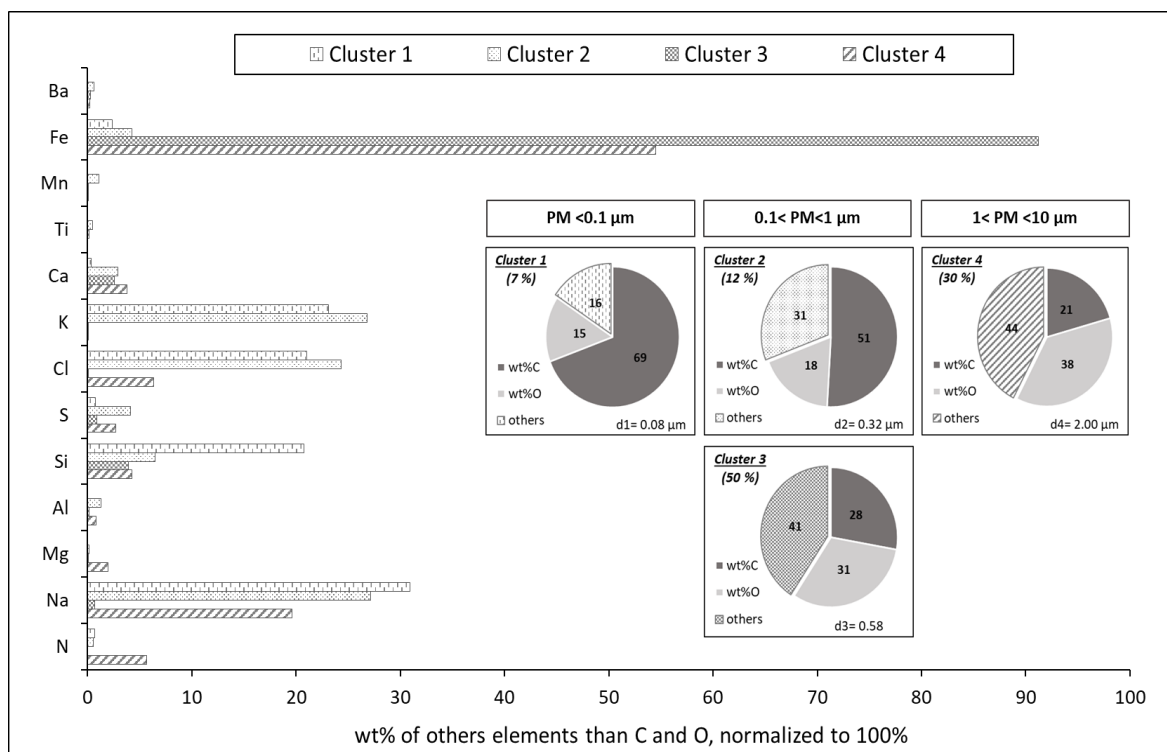 Cluster 1 Cluster 2 Cluster 3 Cluster 4
Ba
Fe
Mn
Ti
Ca
K
Cl
S
Si
Al
Mg
Na
N
PM <0.1 µm
0.1< PM<1 µm
1< PM <10 µm
Cluster 1
(7 %)
16
15
69
wt%C
wt%O
others
d1= 0.08 µm
Cluster 2
(12 %)
31
51
18
wt%C
wt%O
others
d2= 0.32 µm
Cluster 4
(30 %)
21
44
38
wt%C
wt%O
others
d4= 2.00 µm
Cluster 3
(50 %)
28
41
31
wt%C
wt%O
others
d3= 0.58
0 10 20 30 40 50 60 70 80 90 100
wt% of others elements than C and O, normalized to 100%